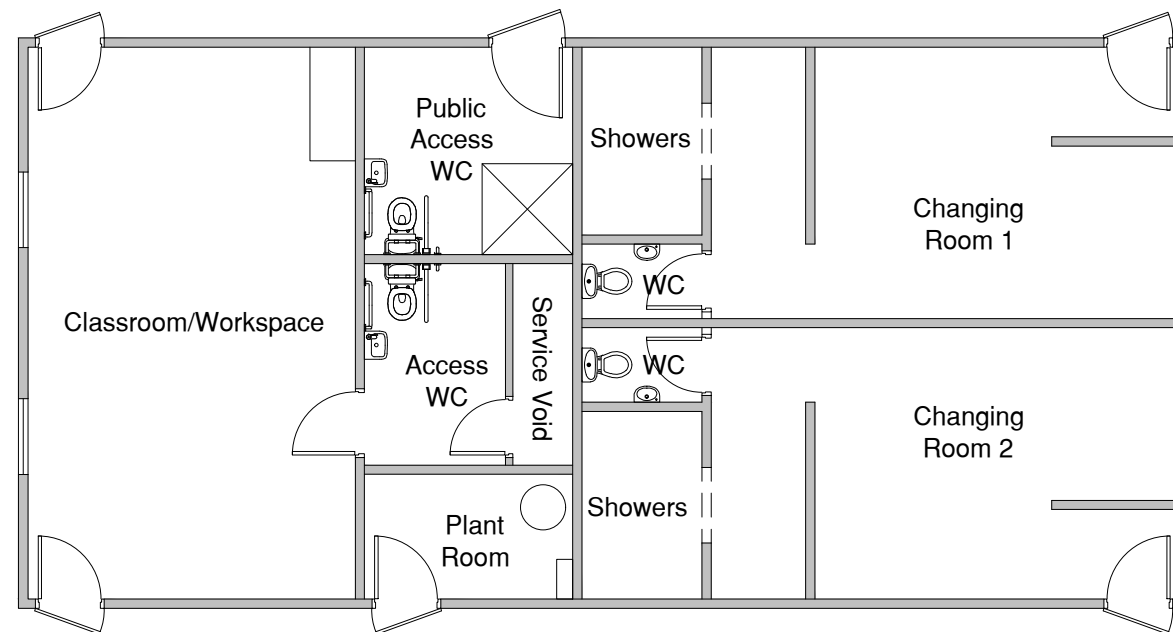 Public
Access
WC
Showers
Changing
Room 1
WC
Classroom/Workspace
Service Void
Access
WC
WC
Changing
Room 2
Showers
Plant
Room